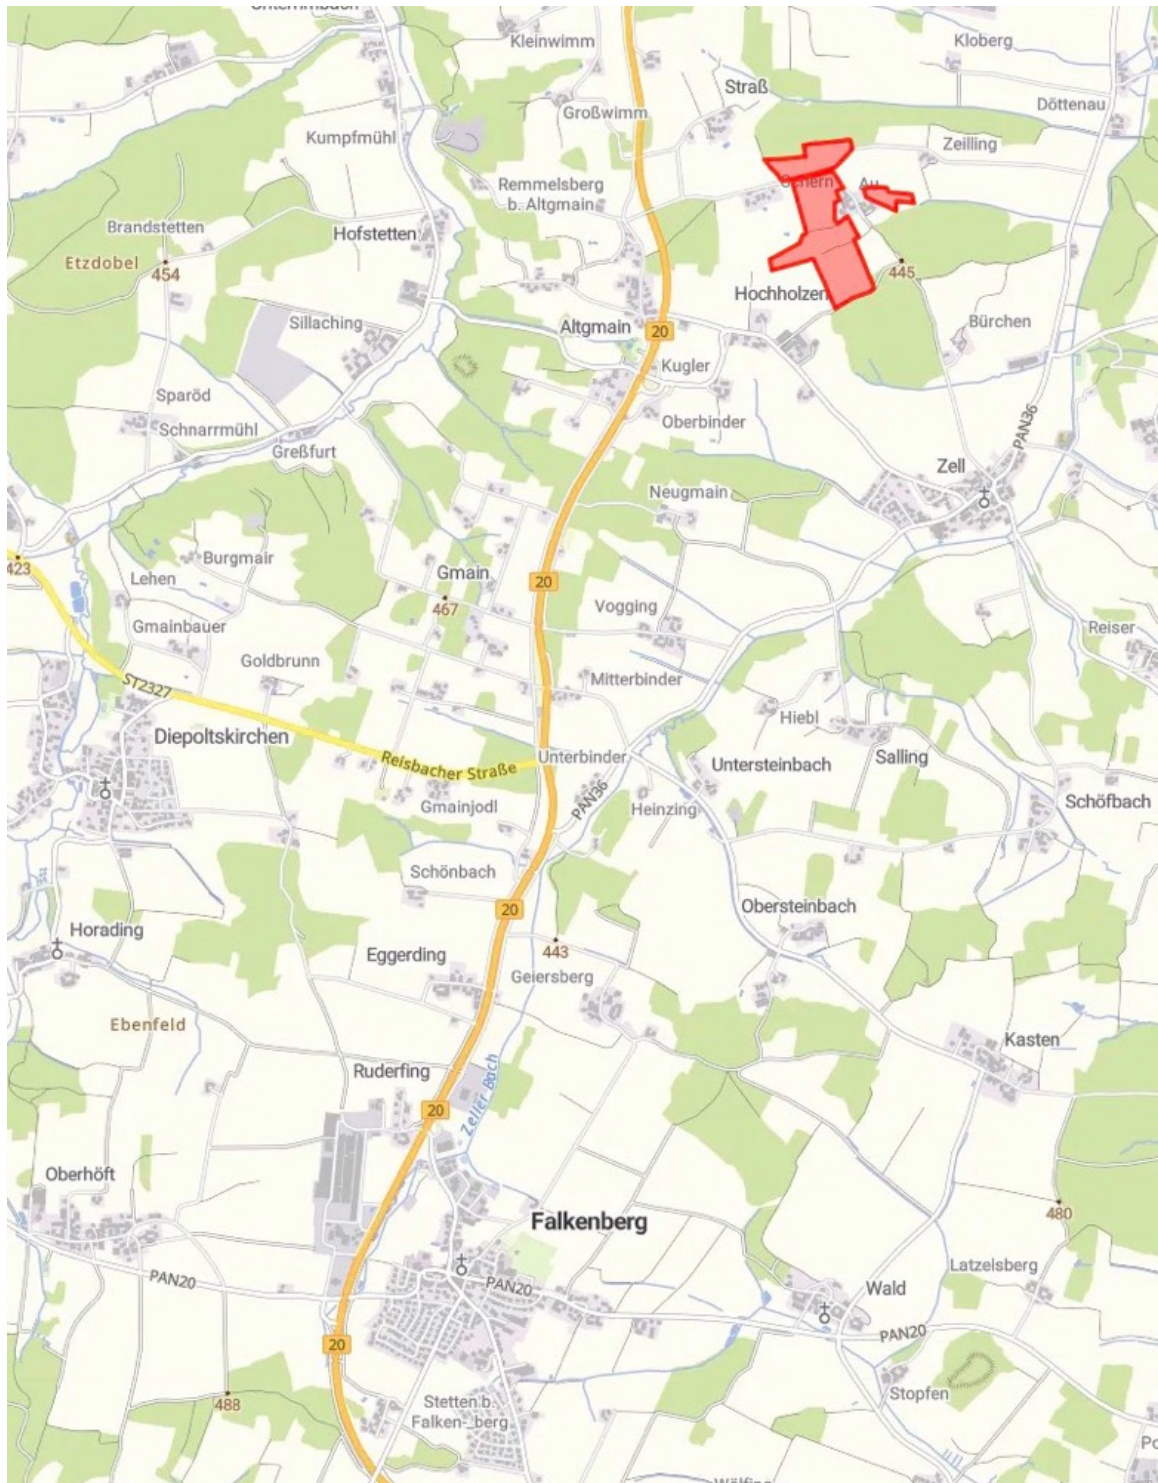 Kleinwimm
Kloberg
Straß
Döttenau
Großwimm
Kumpfmühl
Zeilling
Remmelsberg
b. Altgmain
Schern
Au
Brandstetten
Hofstetten
Etzdobel
454
445
Hochholzen
Sillaching
Altgmain
20
Bürchen
Kugler
Sparöd
Oberbinder
Schnarrmühl
PAN36
Greßfurt
Zell
Neugmain
423
Burgmair
Lehen
Gmain
20
467
Vogging
Gmainbauer
Reiser
Goldbrunn
ST2327
Mitterbinder
Hiebl
Diepoltskirchen
Reisbacher Straße
Unterbinder
Untersteinbach
Salling
Gmainjodl
PAN36
Heinzing
Schöfbach
Schönbach
20
Obersteinbach
Horading
Eggerding
443
Geiersberg
Ebenfeld
Kasten
Ruderfing
Zeller Bach
20
Oberhöft
Falkenberg
480
Latzelsberg
PAN20
PAN20
Wald
PAN20
20
Stopfen
488
Stetten b.
Falken-_berg